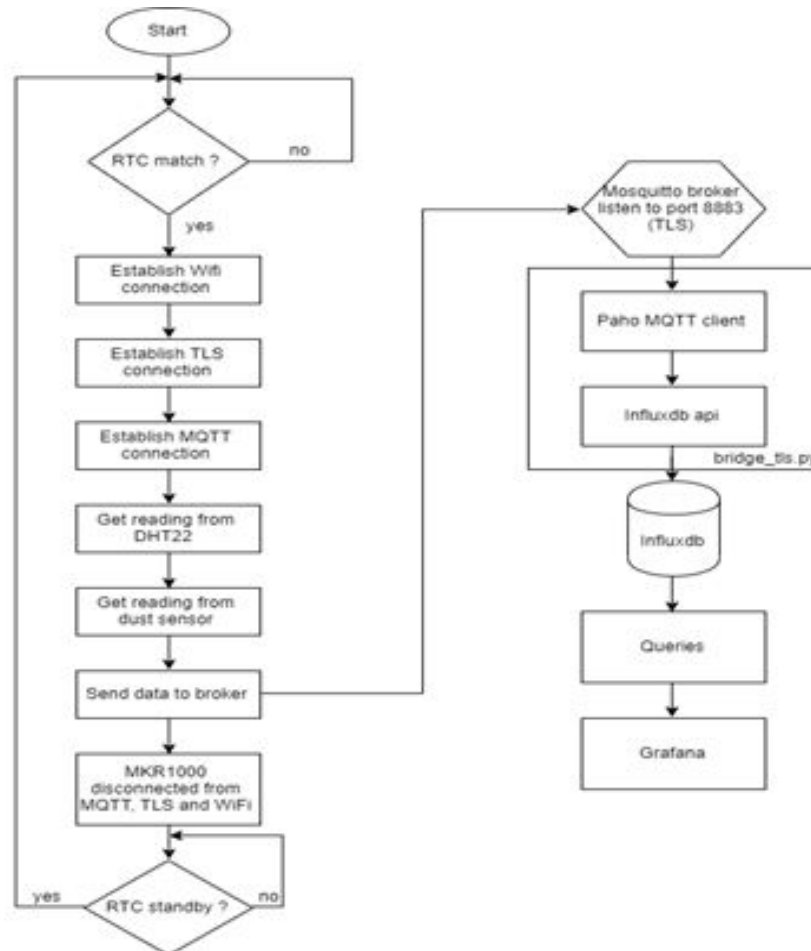 Start
RTC match ?
no
yes
Establish Wifi
connection
Establish TLS
connection
Establish MQTT
connection
Get reading from
DHT22
Get reading from
dust sensor
Send data to broker
MKR1000
disconnected from
MQTT, TLS and WiFi
yes
RTC standby ?
no
Mosquitto broker
listen to port 8883
(TLS)
Paho MQTT client
Influxdb api
bridge_tls.py
Influxdb
Queries
Grafana